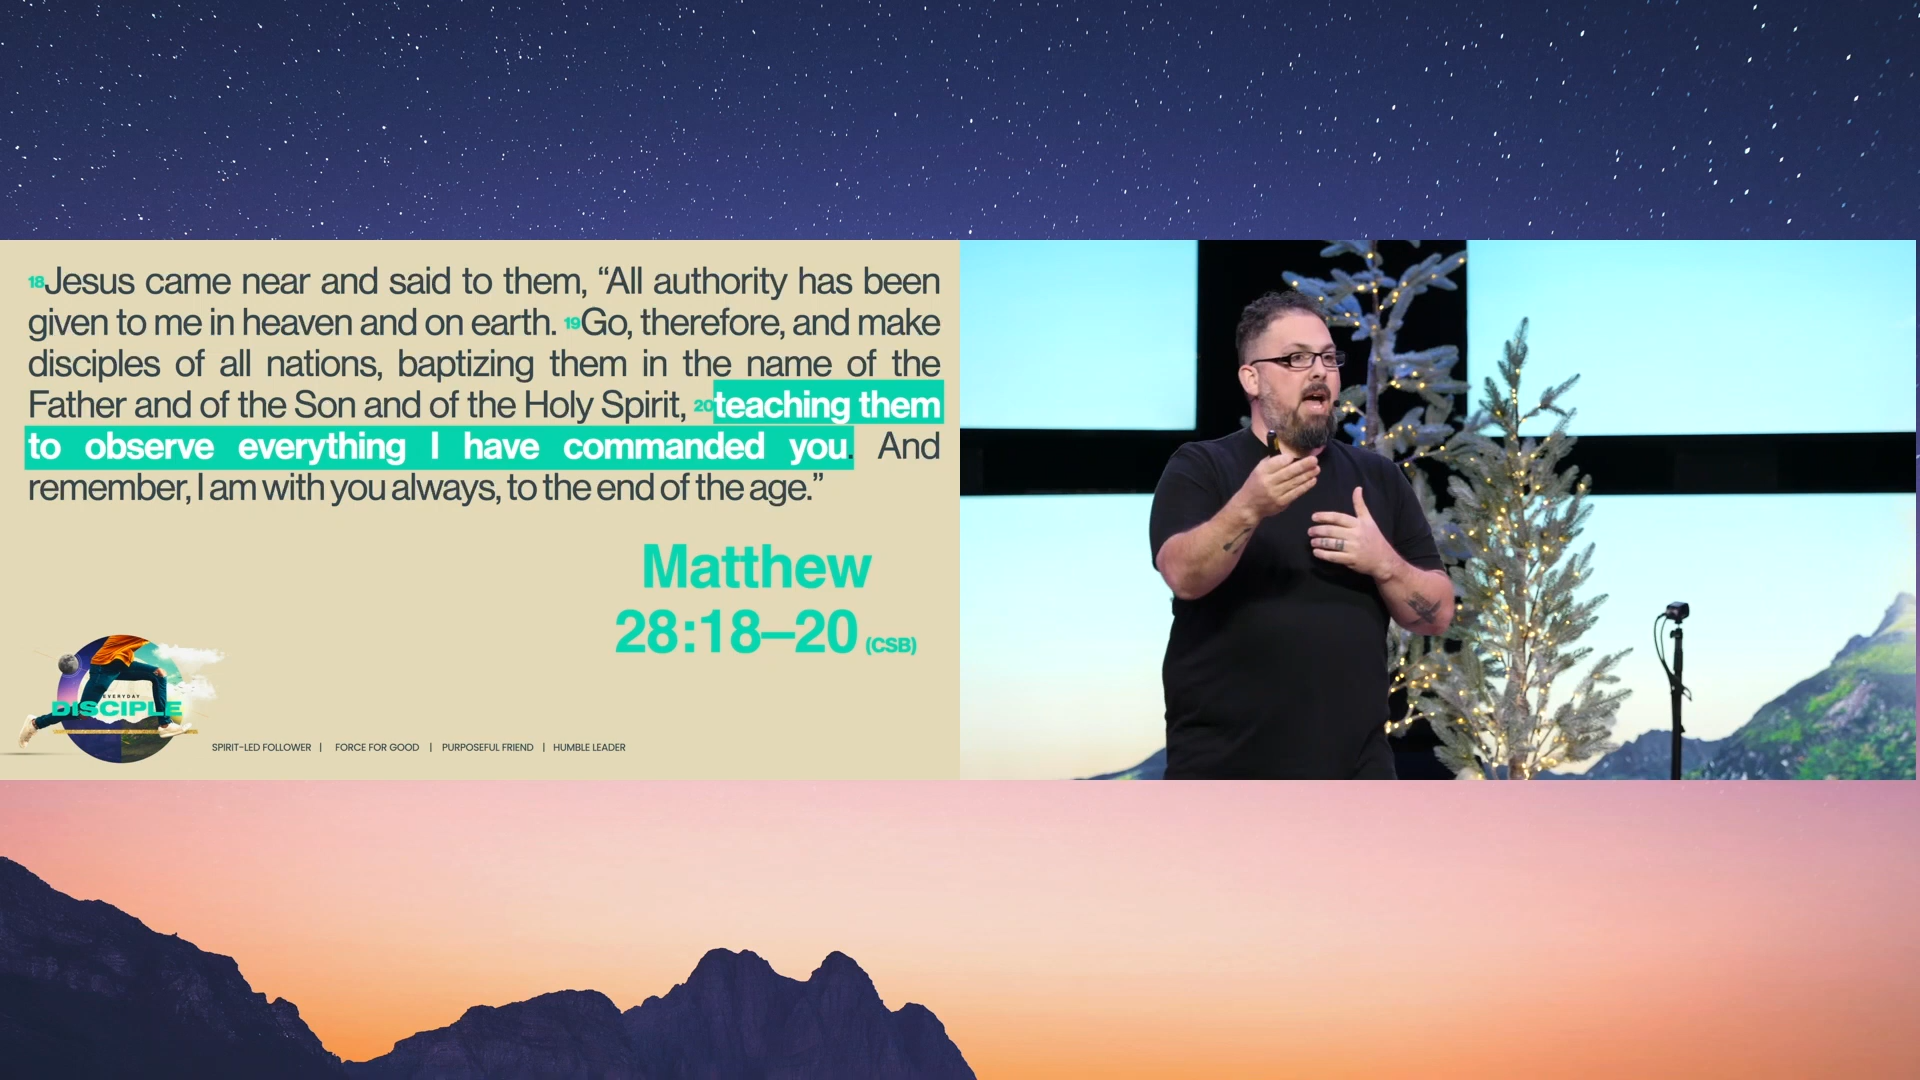 18Jesus came near and said to them, “All authority has been
given to me in heaven and on earth. 19Go, therefore, and make
disciples of all nations, baptizing them in the name of the
Father and of the Son and of the Holy Spirit, 20teaching them
to observe everything I have commanded you. And
remember, I am with you always, to the end of the age.”
Matthew
28:18–20 (CSB)
EVERYDAY
DISCIPLE
SPIRIT-LED FOLLOWER | FORCE FOR GOOD | PURPOSEFUL FRIEND | HUMBLE LEADER